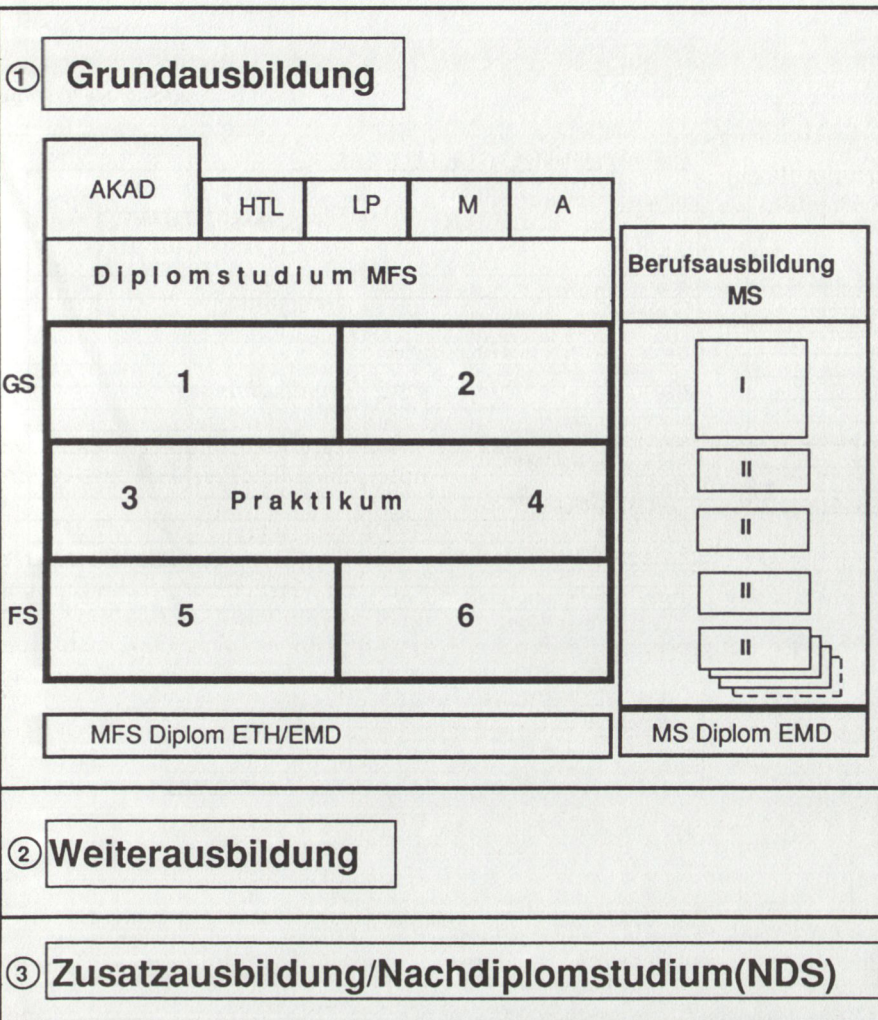 ① Grundausbildung
AKAD
HTL LP M A
Diplomstudium MFS
GS 1 2
3 Praktikum 4
FS 5 6
MFS Diplom ETH/EMD
Berufsausbildung
MS
I
II
II
II
II
MS Diplom EMD
② Weiterausbildung
③ Zusatzausbildung/Nachdiplomstudium(NDS)